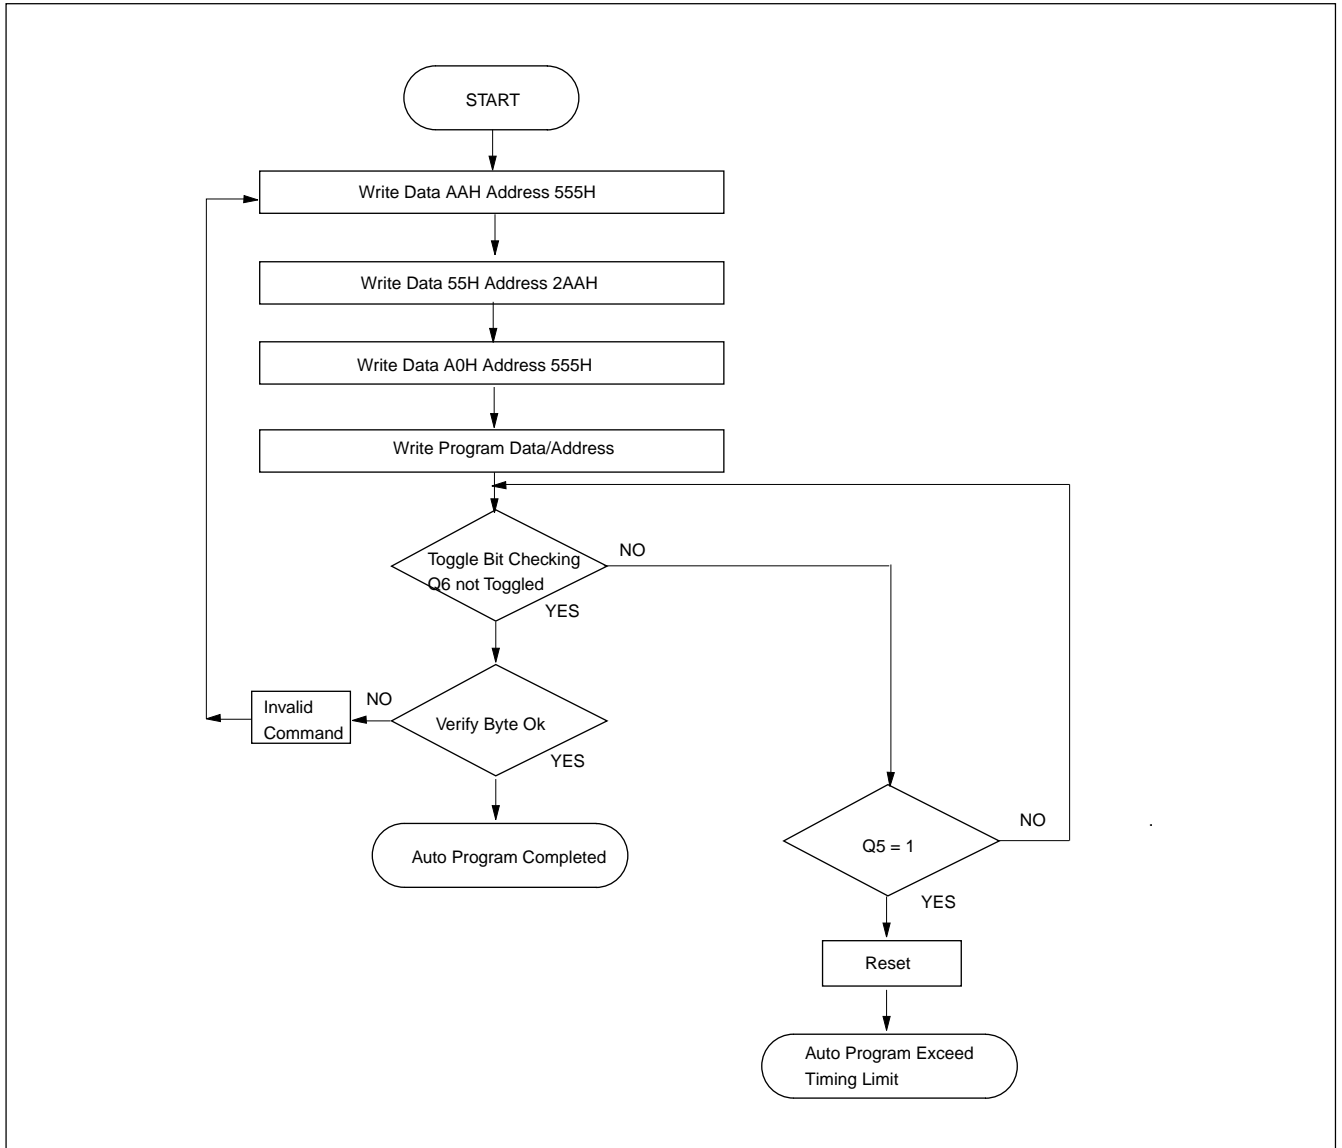 START
Write Data AAH Address 555H
Write Data 55H Address 2AAH
Write Data A0H Address 555H
Write Program Data/Address
Toggle Bit Checking
Q6 not Toggled
NO
YES
Invalid
Command
NO
Verify Byte Ok
YES
Auto Program Completed
Q5 = 1
NO
YES
Reset
Auto Program Exceed
Timing Limit
.